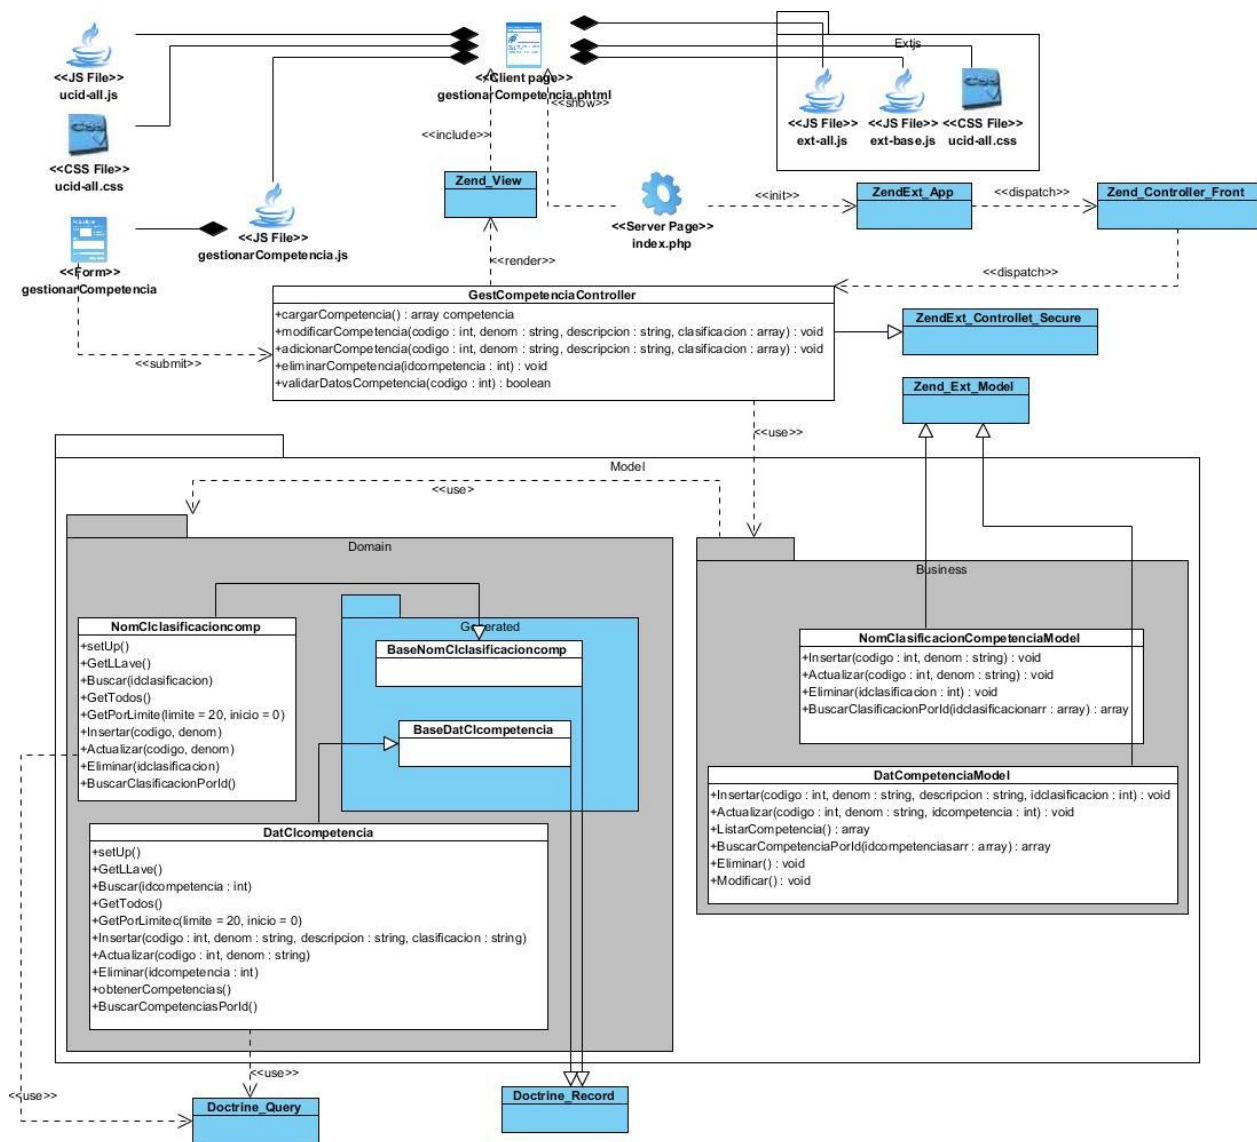 Extjs
<<JS File>>
ucid-all.js
<<Client page>>
gestionarCompetencia.phtml
<<show>>
<<JS File>>
ext-all.js
<<JS File>>
ext-base.js
<<CSS File>>
ucid-all.css
<<CSS File>>
ucid-all.css
<<include>>
Zend_View
<<Server Page>>
index.php
<<init>>
ZendExt_App
<<dispatch>>
Zend_Controller_Front
<<JS File>>
gestionarCompetencia.js
<<Form>>
gestionarCompetencia
<<render>>
<<dispatch>>
<<submit>>
GestCompetenciaController
+cargarCompetencia() : array competencia
+modificarCompetencia(codigo : int, denom : string, descripcion : string, clasificacion : array) : void
+adicionarCompetencia(codigo : int, denom : string, descripcion : string, clasificacion : array) : void
+eliminarCompetencia(idcompetencia : int) : void
+validarDatosCompetencia(codigo : int) : boolean
ZendExt_Controllet_Secure
Zend_Ext_Model
<<use>>
Model
<<use>
Domain
NomClclasificacioncomp
+setUp()
+GetLLave()
+Buscar(idclasificacion)
+GetTodos()
+GetPorLimite(limite = 20, inicio = 0)
+Insertar(codigo, denom)
+Actualizar(codigo, denom)
+Eliminar(idclasificacion)
+BuscarClasificacionPorId()
Generated
BaseNomClclasificacioncomp
BaseDatClcompetencia
DatClcompetencia
+setUp()
+GetLLave()
+Buscar(idcompetencia : int)
+GetTodos()
+GetPorLimitec(limite = 20, inicio = 0)
+Insertar(codigo : int, denom : string, descripcion : string, clasificacion : string)
+Actualizar(codigo : int, denom : string)
+Eliminar(idcompetencia : int)
+obtenerCompetencias()
+BuscarCompetenciasPorId()
Business
NomClasificacionCompetenciaModel
+Insertar(codigo : int, denom : string) : void
+Actualizar(codigo : int, denom : string) : void
+Eliminar(idclasificacion : int) : void
+BuscarClasificacionPorId(idclasificacionarr : array) : array
DatCompetenciaModel
+Insertar(codigo : int, denom : string, descripcion : string, idclasificacion : int) : void
+Actualizar(codigo : int, denom : string, idcompetencia : int) : void
+ListarCompetencia() : array
+BuscarCompetenciaPorId(idcompetenciasarr : array) : array
+Eliminar() : void
+Modificar() : void
<<use>>
<<use>>
Doctrine_Query
Doctrine_Record